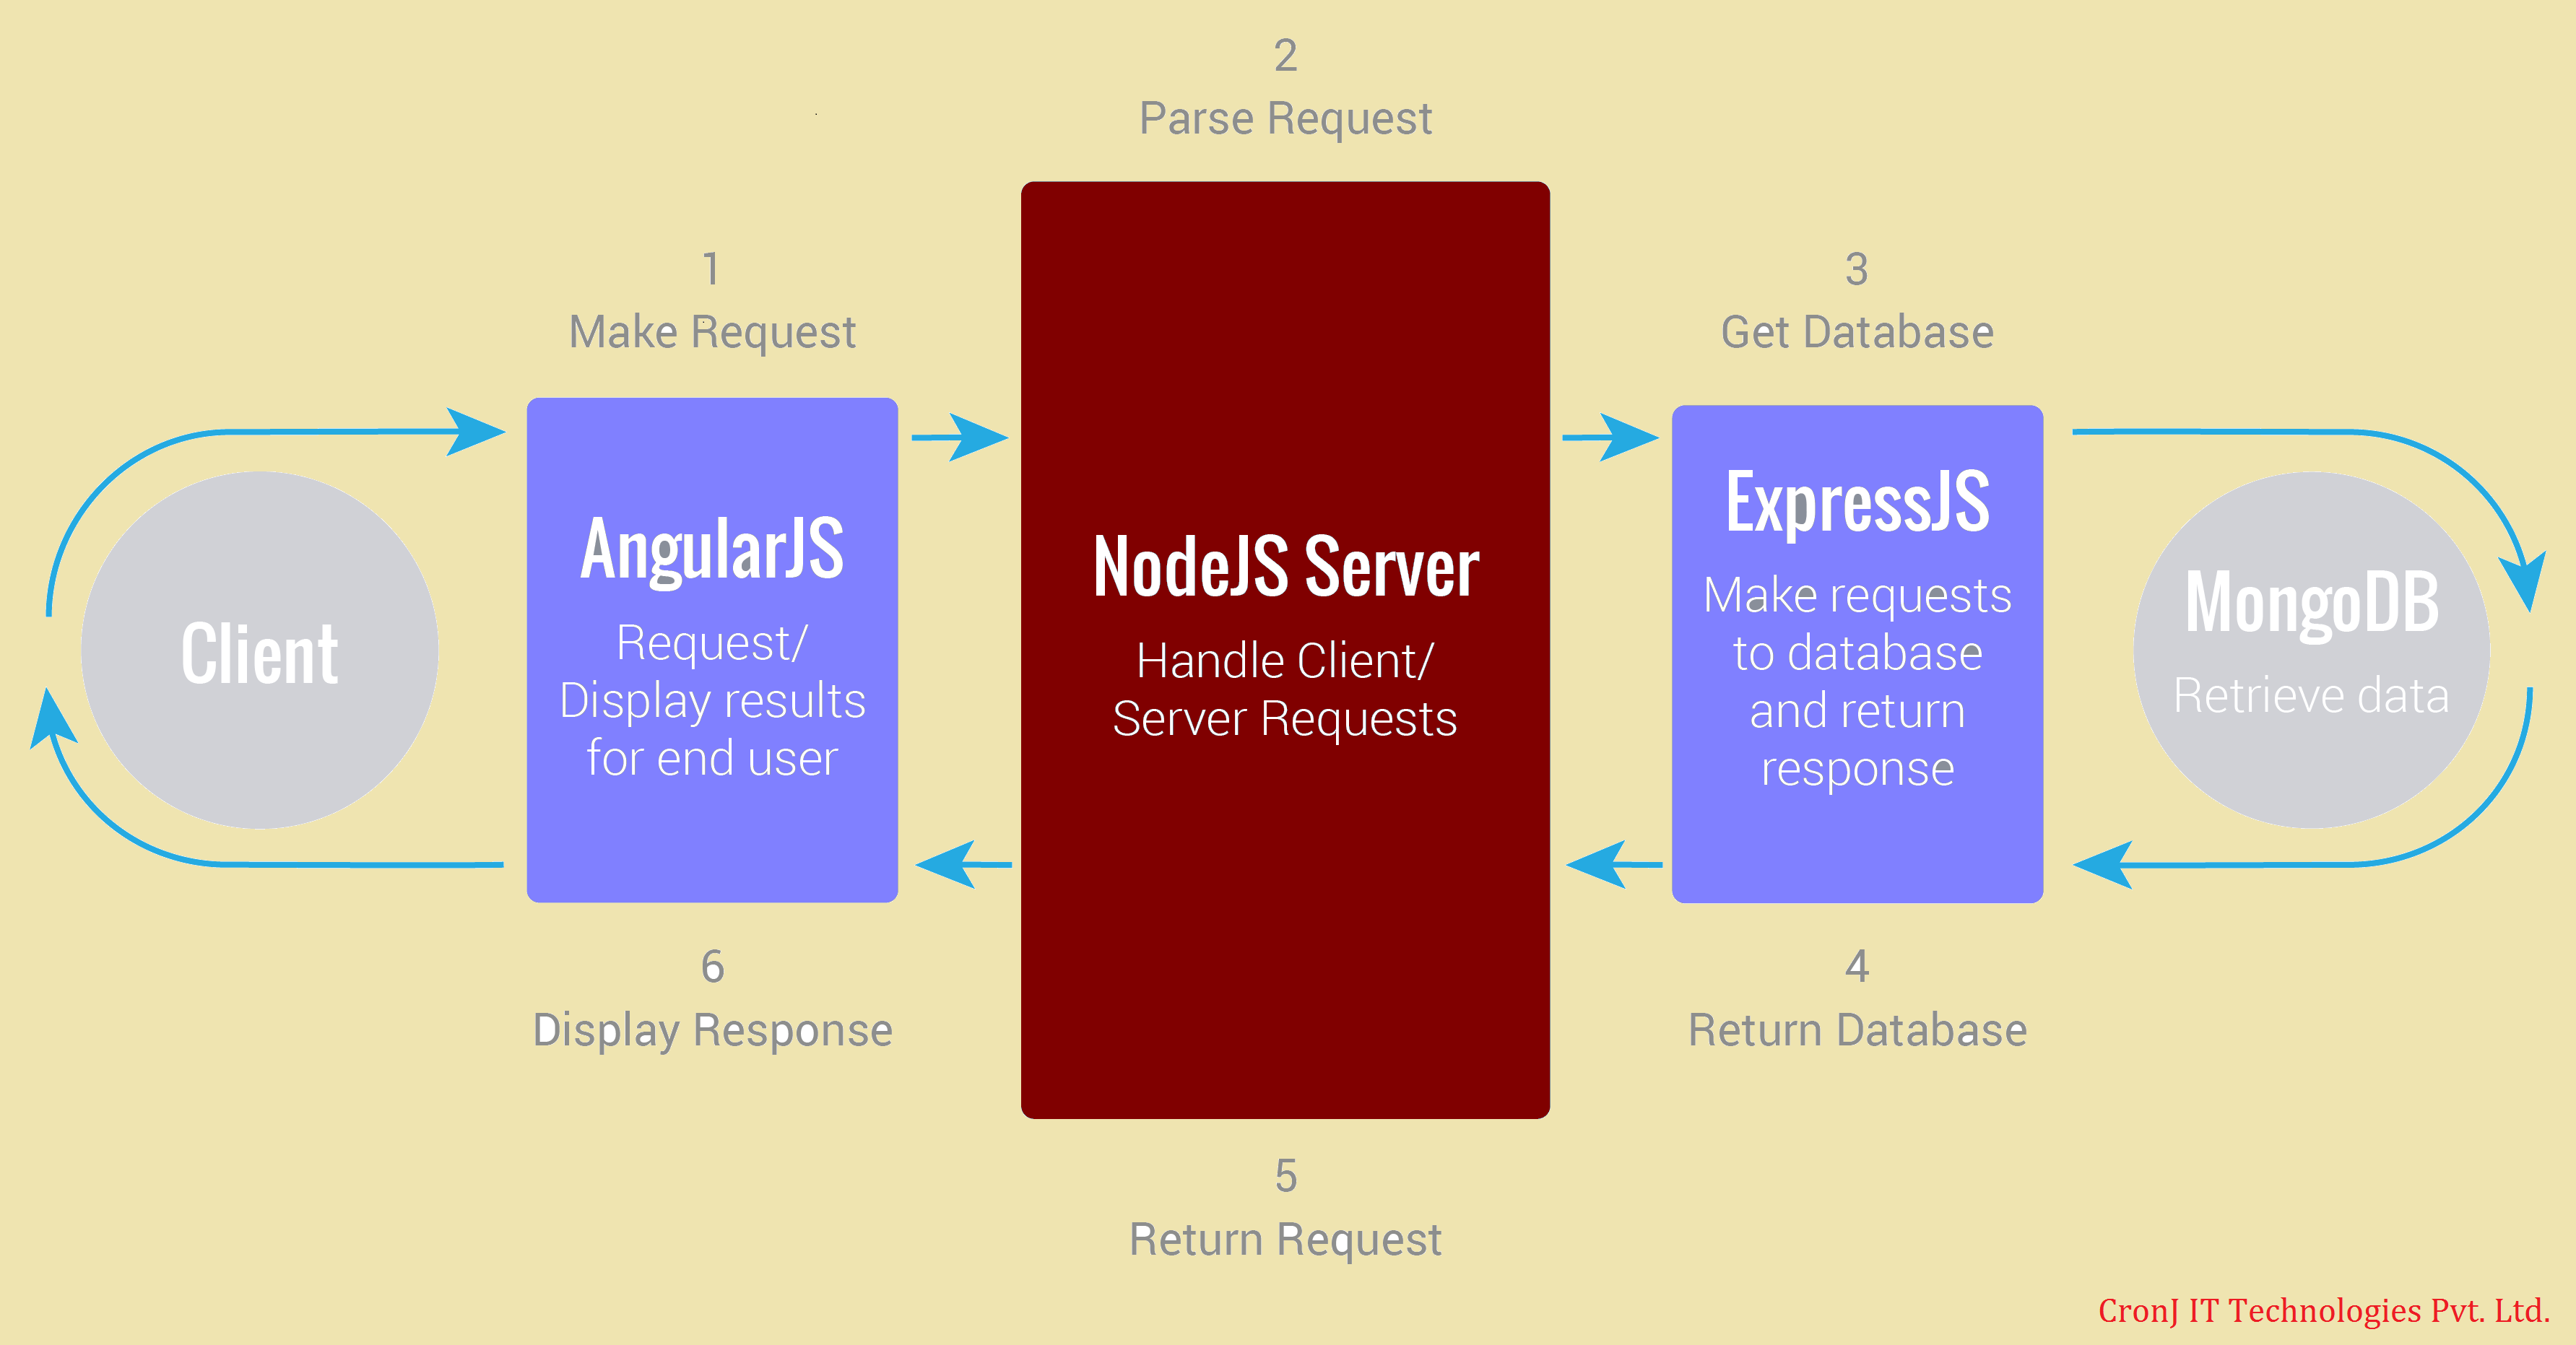 2
Parse Request
1
Make Request
3
Get Database
Client
AngularJS
Request/
Display results
for end user
NodeJS Server
Handle Client/
Server Requests
ExpressJS
Make requests
to database
and return
response
MongoDB
Retrieve data
6
Display Response
4
Return Database
5
Return Request
CronJ IT Technologies Pvt. Ltd.